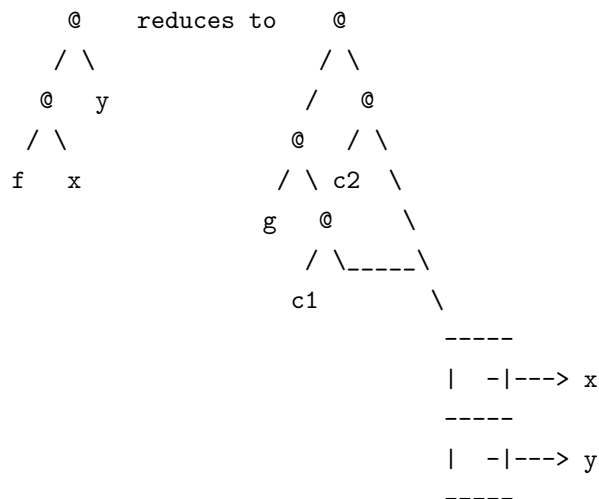 @ reduces to @
/ \ / \
@ y / @
/ \ @ / \
f x / \ c2 \
g @ \
/ \_____\
c1 \
-----
| -|---> x
-----
| -|---> y
-----